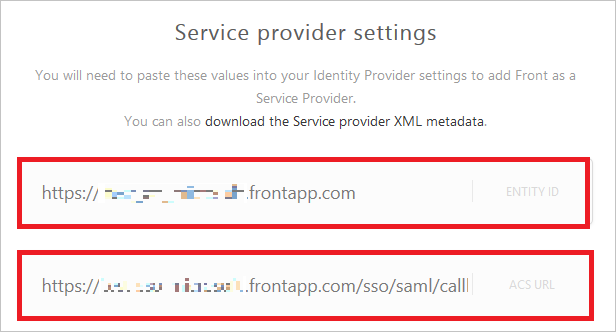 Service provider settings
You will need to paste these values into your Identity Provider settings to add Front as a
Service Provider.
You can also download the Service provider XML metadata.
https:// .frontapp.com ENTITY ID
https:// .frontapp.com/sso/saml/call ACS URL